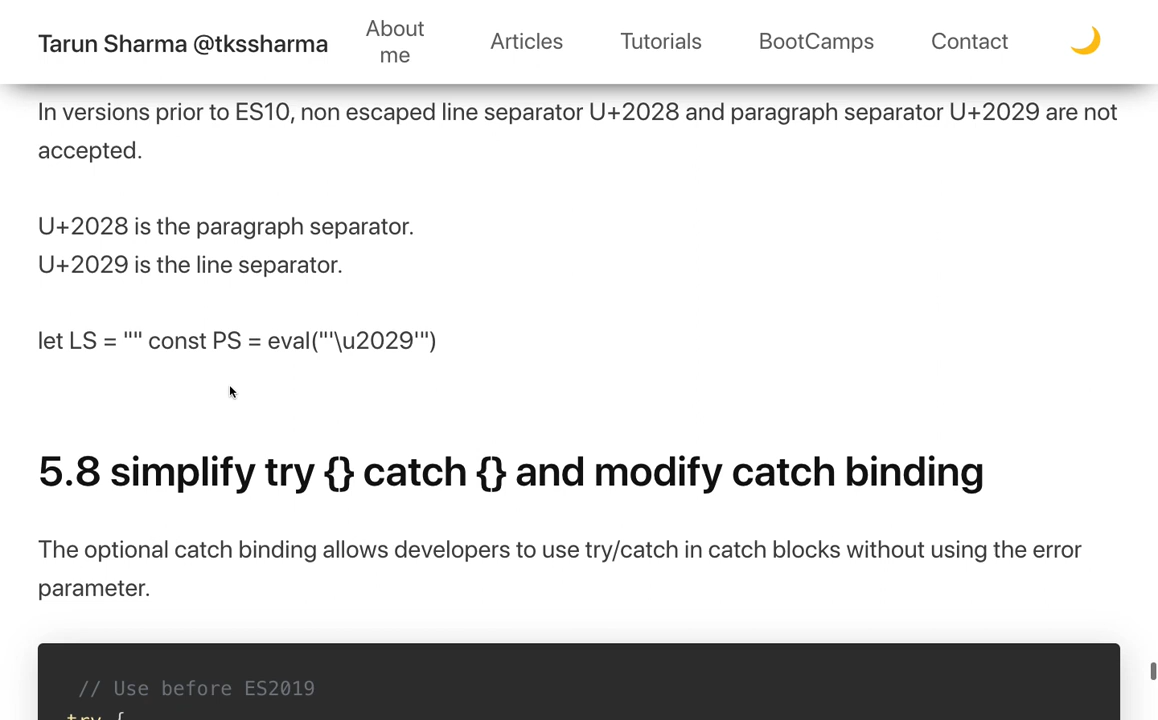 Tarun Sharma @tkssharma
About
me
Articles
Tutorials
BootCamps
Contact
In versions prior to ES10, non escaped line separator U+2028 and paragraph separator U+2029 are not
accepted.
U+2028 is the paragraph separator.
U+2029 is the line separator.
let LS = "" const PS = eval("'\u2029'")
5.8 simplify try {} catch {} and modify catch binding
The optional catch binding allows developers to use try/catch in catch blocks without using the error
parameter.
// Use before ES2019
try {